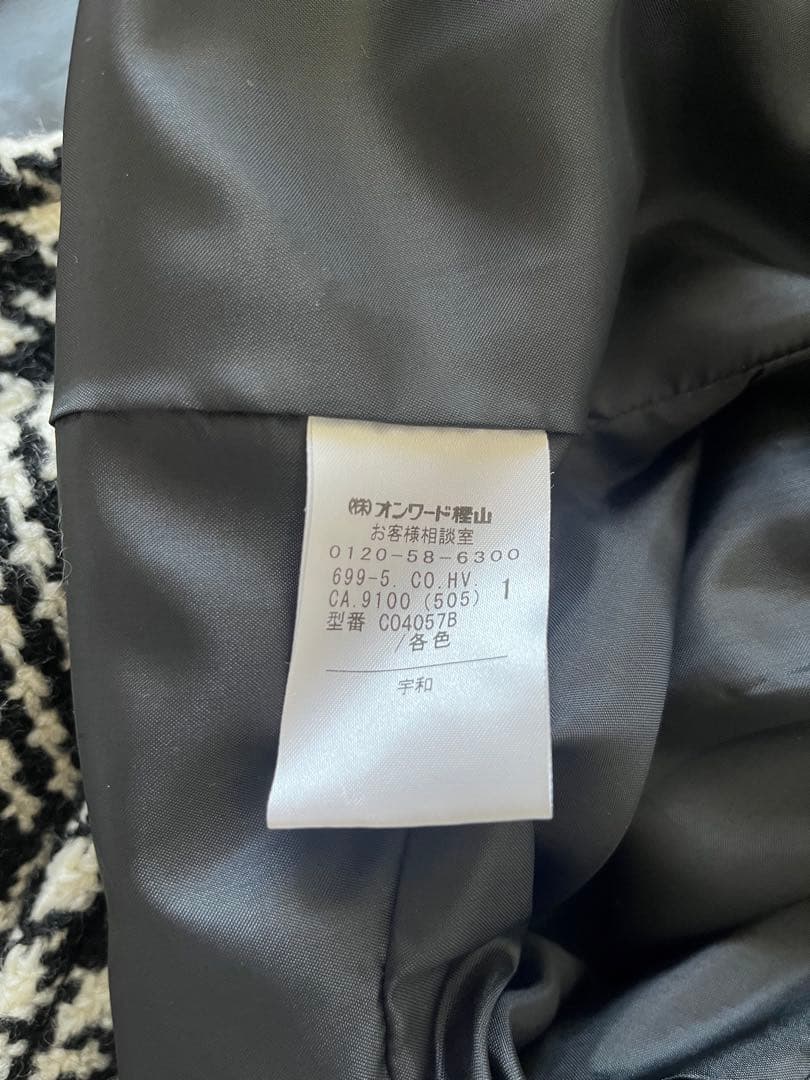 (株)オンワード樫山
お客様相談室
0120-58-6300
699-5. CO.HV.
CA.9100 (505) 1
型番 CO4057B
/各色
宇和